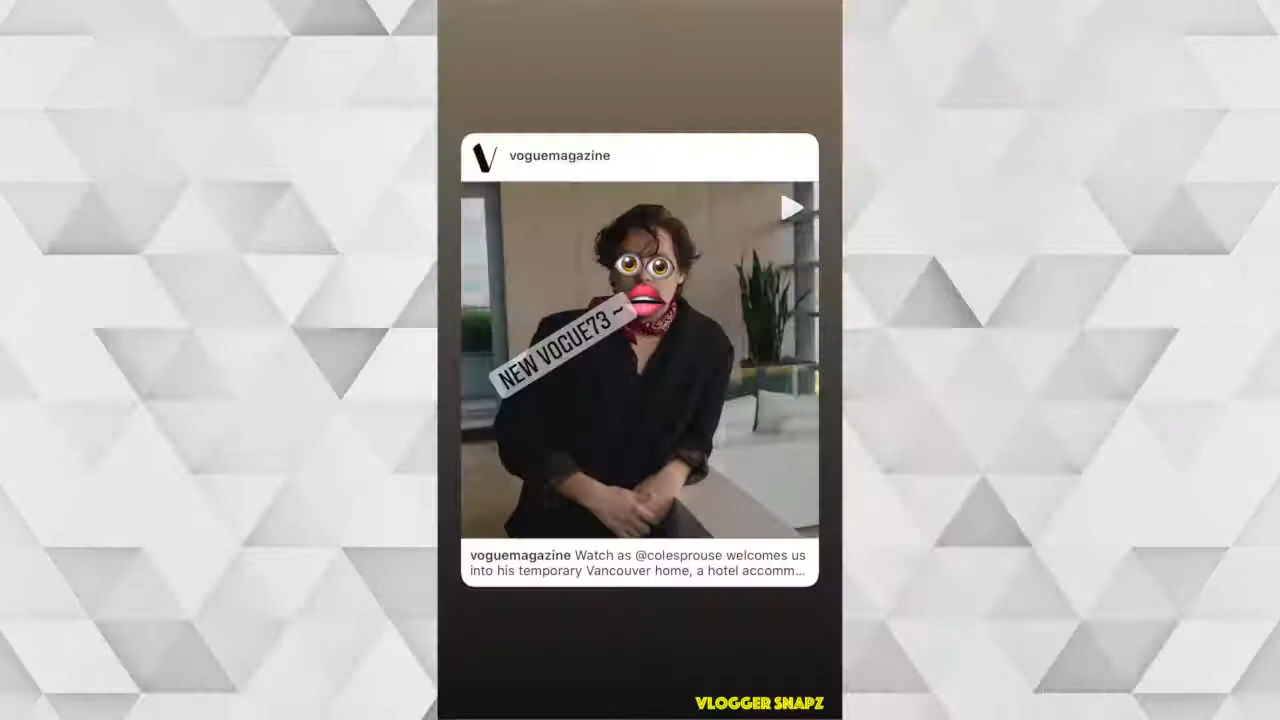 voguemagazine
NEW VOGUE73 ~
voguemagazine Watch as @colesprouse welcomes us
into his temporary Vancouver home, a hotel accomm...
VLOGGER SNAPZ